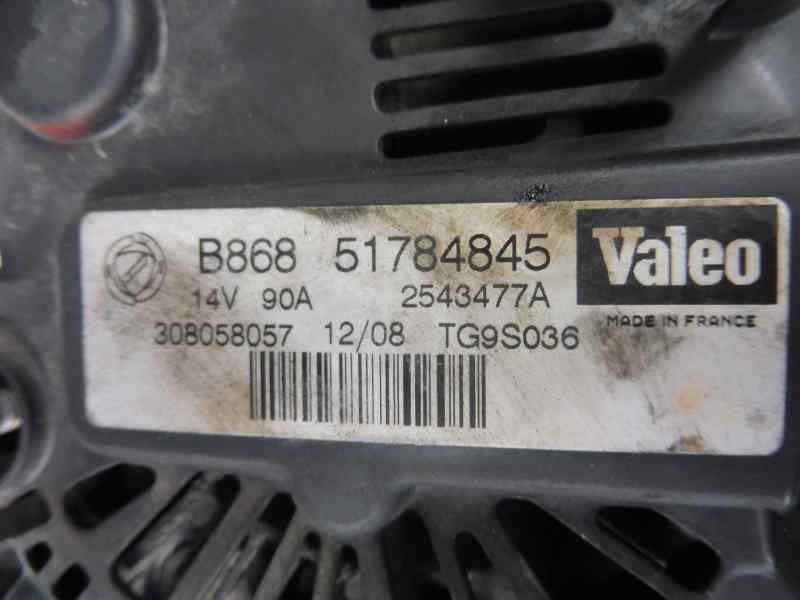 B868 51784845
Valeo
14V 90A 2543477A
MADE IN FRANCE
308058057 12/08 TG9S036